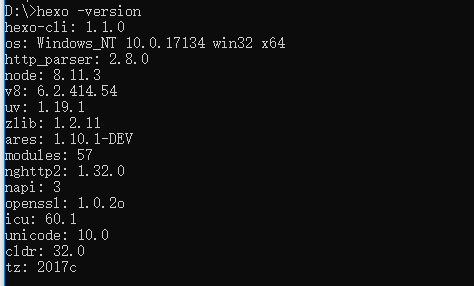 D:\>hexo -version
hexo-cli: 1.1.0
os: Windows_NT 10.0.17134 win32 x64
http_parser: 2.8.0
node: 8.11.3
v8: 6.2.414.54
uv: 1.19.1
zlib: 1.2.11
ares: 1.10.1-DEV
modules: 57
nghttp2: 1.32.0
napi: 3
openssl: 1.0.2o
icu: 60.1
unicode: 10.0
cldr: 32.0
tz: 2017c